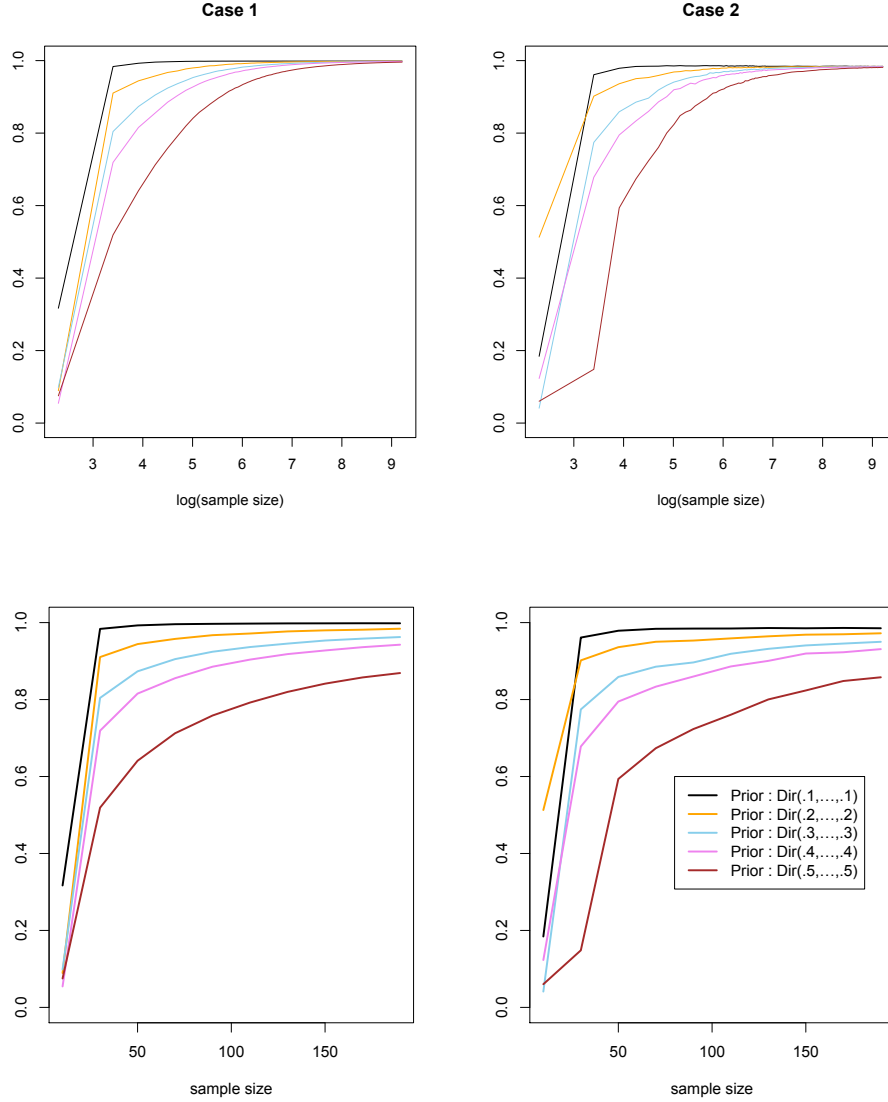 Case 1
Case 2
1.0
0.8
0.6
0.4
0.2
0.0
3 4 5 6 7 8 9
log(sample size)
1.0
0.8
0.6
0.4
0.2
0.0
3 4 5 6 7 8 9
log(sample size)
1.0
0.8
0.6
0.4
0.2
0.0
50 100 150
sample size
1.0
0.8
0.6
0.4
0.2
0.0
Prior : Dir(.1,…,.1)
Prior : Dir(.2,…,.2)
Prior : Dir(.3,…,.3)
Prior : Dir(.4,…,.4)
Prior : Dir(.5,…,.5)
50 100 150
sample size